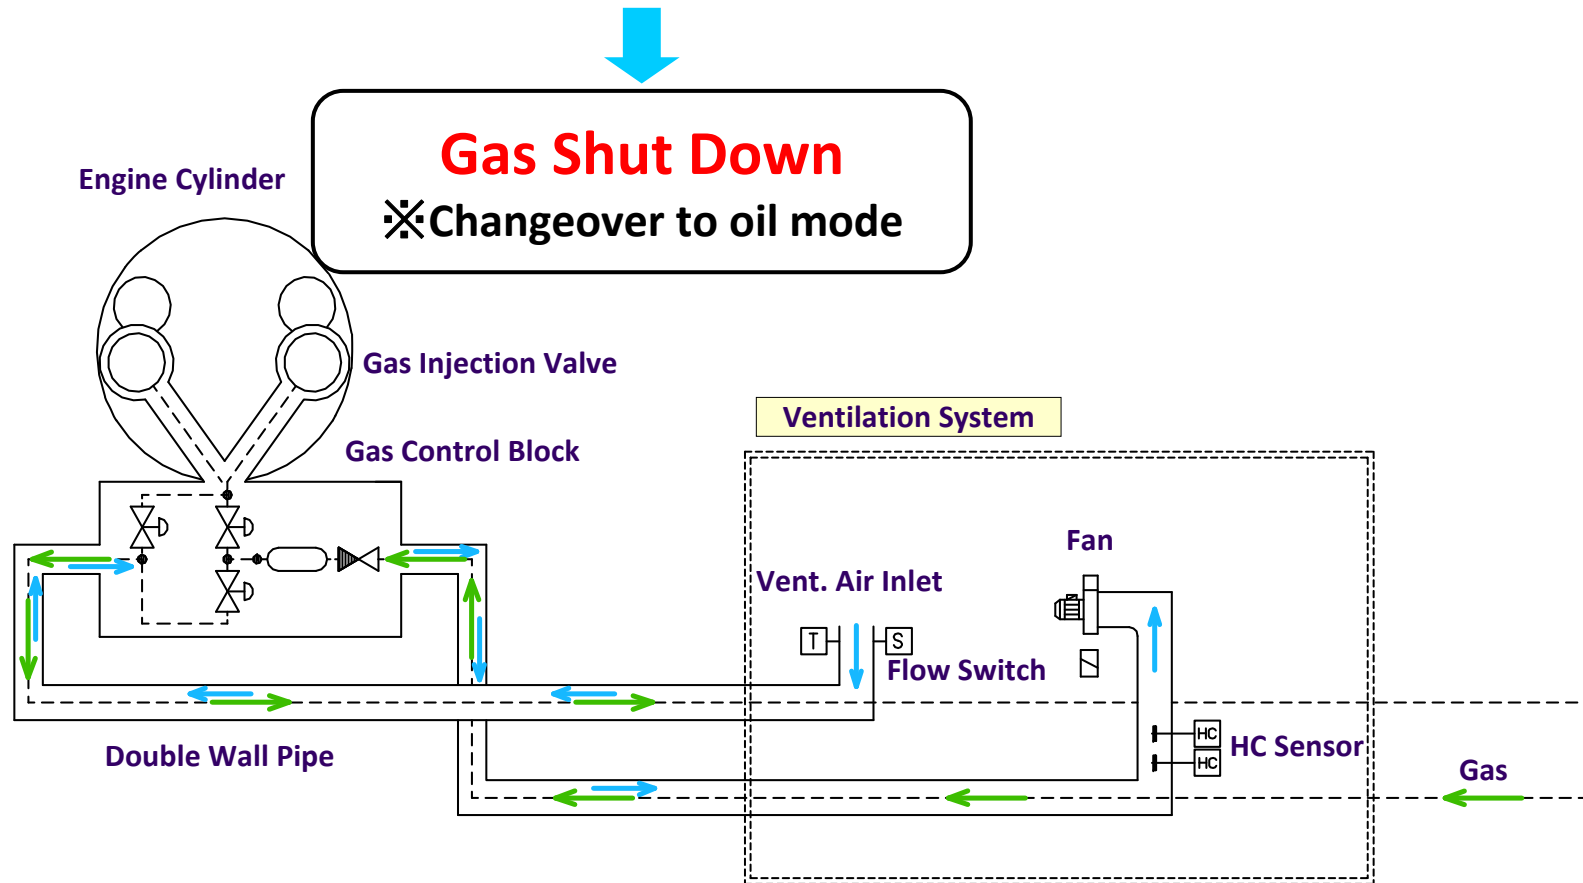 Gas Shut Down
※Changeover to oil mode
Engine Cylinder
Gas Injection Valve
Gas Control Block
Ventilation System
Fan
Vent. Air Inlet
T
S
Flow Switch
HC
HC
HC Sensor
Double Wall Pipe
Gas